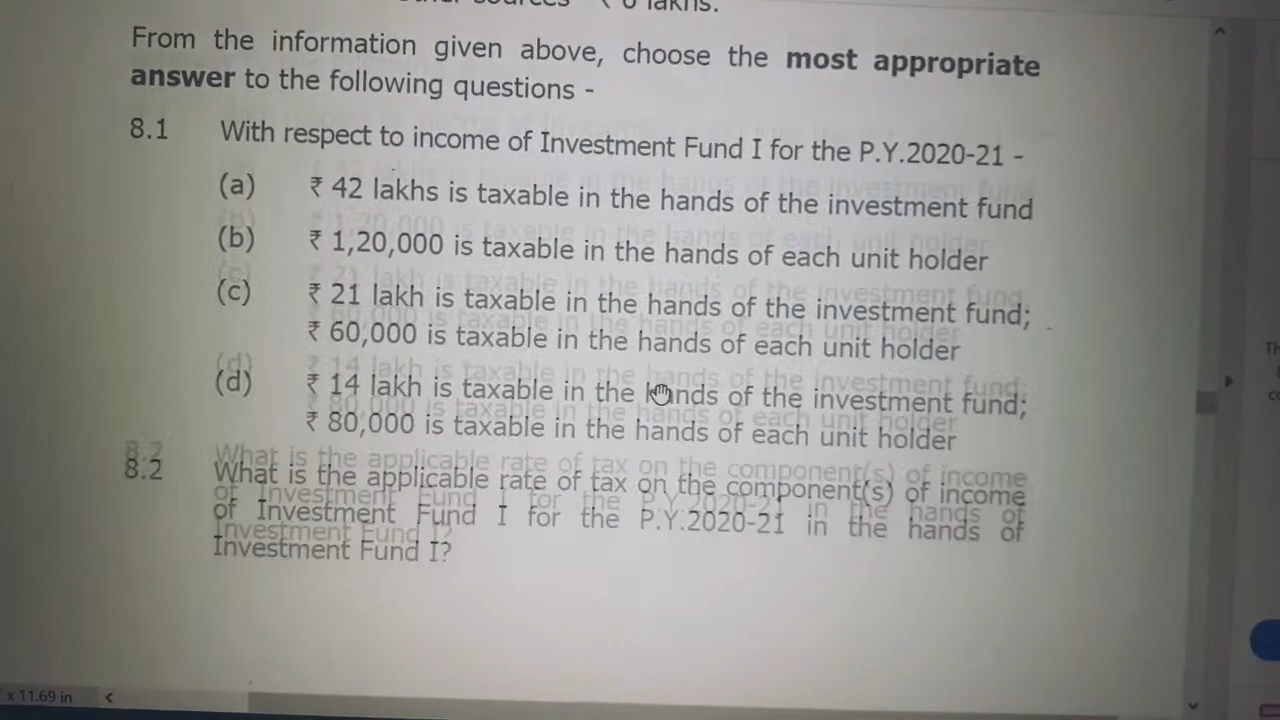 lakhs.
From the information given above, choose the most appropriate
answer to the following questions -
8.1 With respect to income of Investment Fund I for the P.Y.2020-21 -
(a) ₹ 42 lakhs is taxable in the hands of the investment fund
(b) ₹ 1,20,000 is taxable in the hands of each unit holder
(c) ₹ 21 lakh is taxable in the hands of the investment fund;
₹ 60,000 is taxable in the hands of each unit holder
(d) ₹ 14 lakh is taxable in the hands of the investment fund;
₹ 80,000 is taxable in the hands of each unit holder
8.2 What is the applicable rate of tax on the component(s) of income
of Investment Fund I for the P.Y.2020-21 in the hands of
Investment Fund I?
x 11.69 in